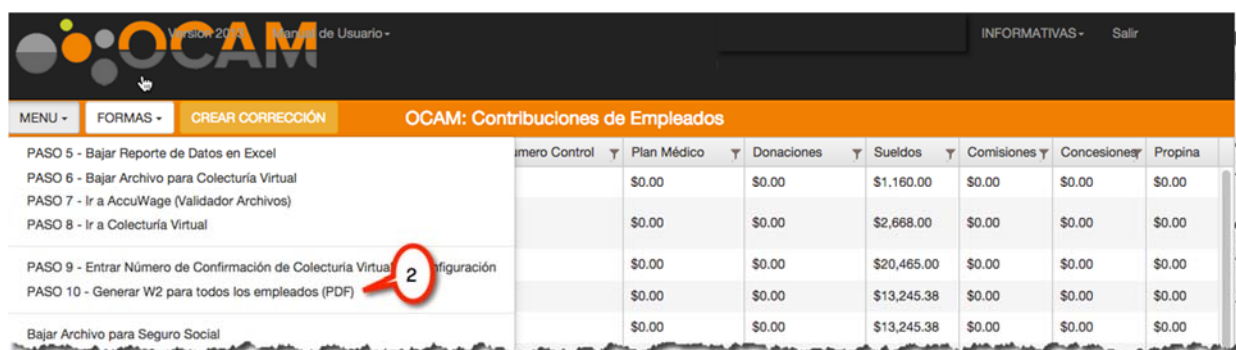 OCAM
Versión 201 Manual de Usuario
INFORMATIVAS Salir
MENU FORMAS CREAR CORRECCIÓN OCAM: Contribuciones de Empleados
PASO 5 - Bajar Reporte de Datos en Excel
PASO 6 - Bajar Archivo para Colecturía Virtual
PASO 7 - Ir a AccuWage (Validador Archivos)
PASO 8 - Ir a Colecturía Virtual
PASO 9 - Entrar Número de Confirmación de Colecturía Virtual nfiguración
PASO 10 - Generar W2 para todos los empleados (PDF)
2
Bajar Archivo para Seguro Social
úmero Control Plan Médico Donaciones Sueldos Comisiones Concesiones Propina
$0.00 $0.00 $1,160.00 $0.00 $0.00 $0.00
$0.00 $0.00 $2,668.00 $0.00 $0.00 $0.00
$0.00 $0.00 $20,465.00 $0.00 $0.00 $0.00
$0.00 $0.00 $13,245.38 $0.00 $0.00 $0.00
$0.00 $0.00 $13,245.38 $0.00 $0.00 $0.00